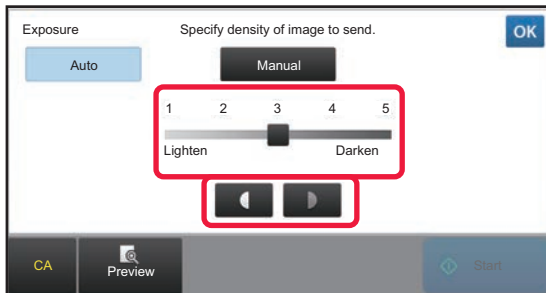 Exposure Specify density of image to send. OK
Auto Manual
1 2 3 4 5
Lighten Darken
CA Preview Start